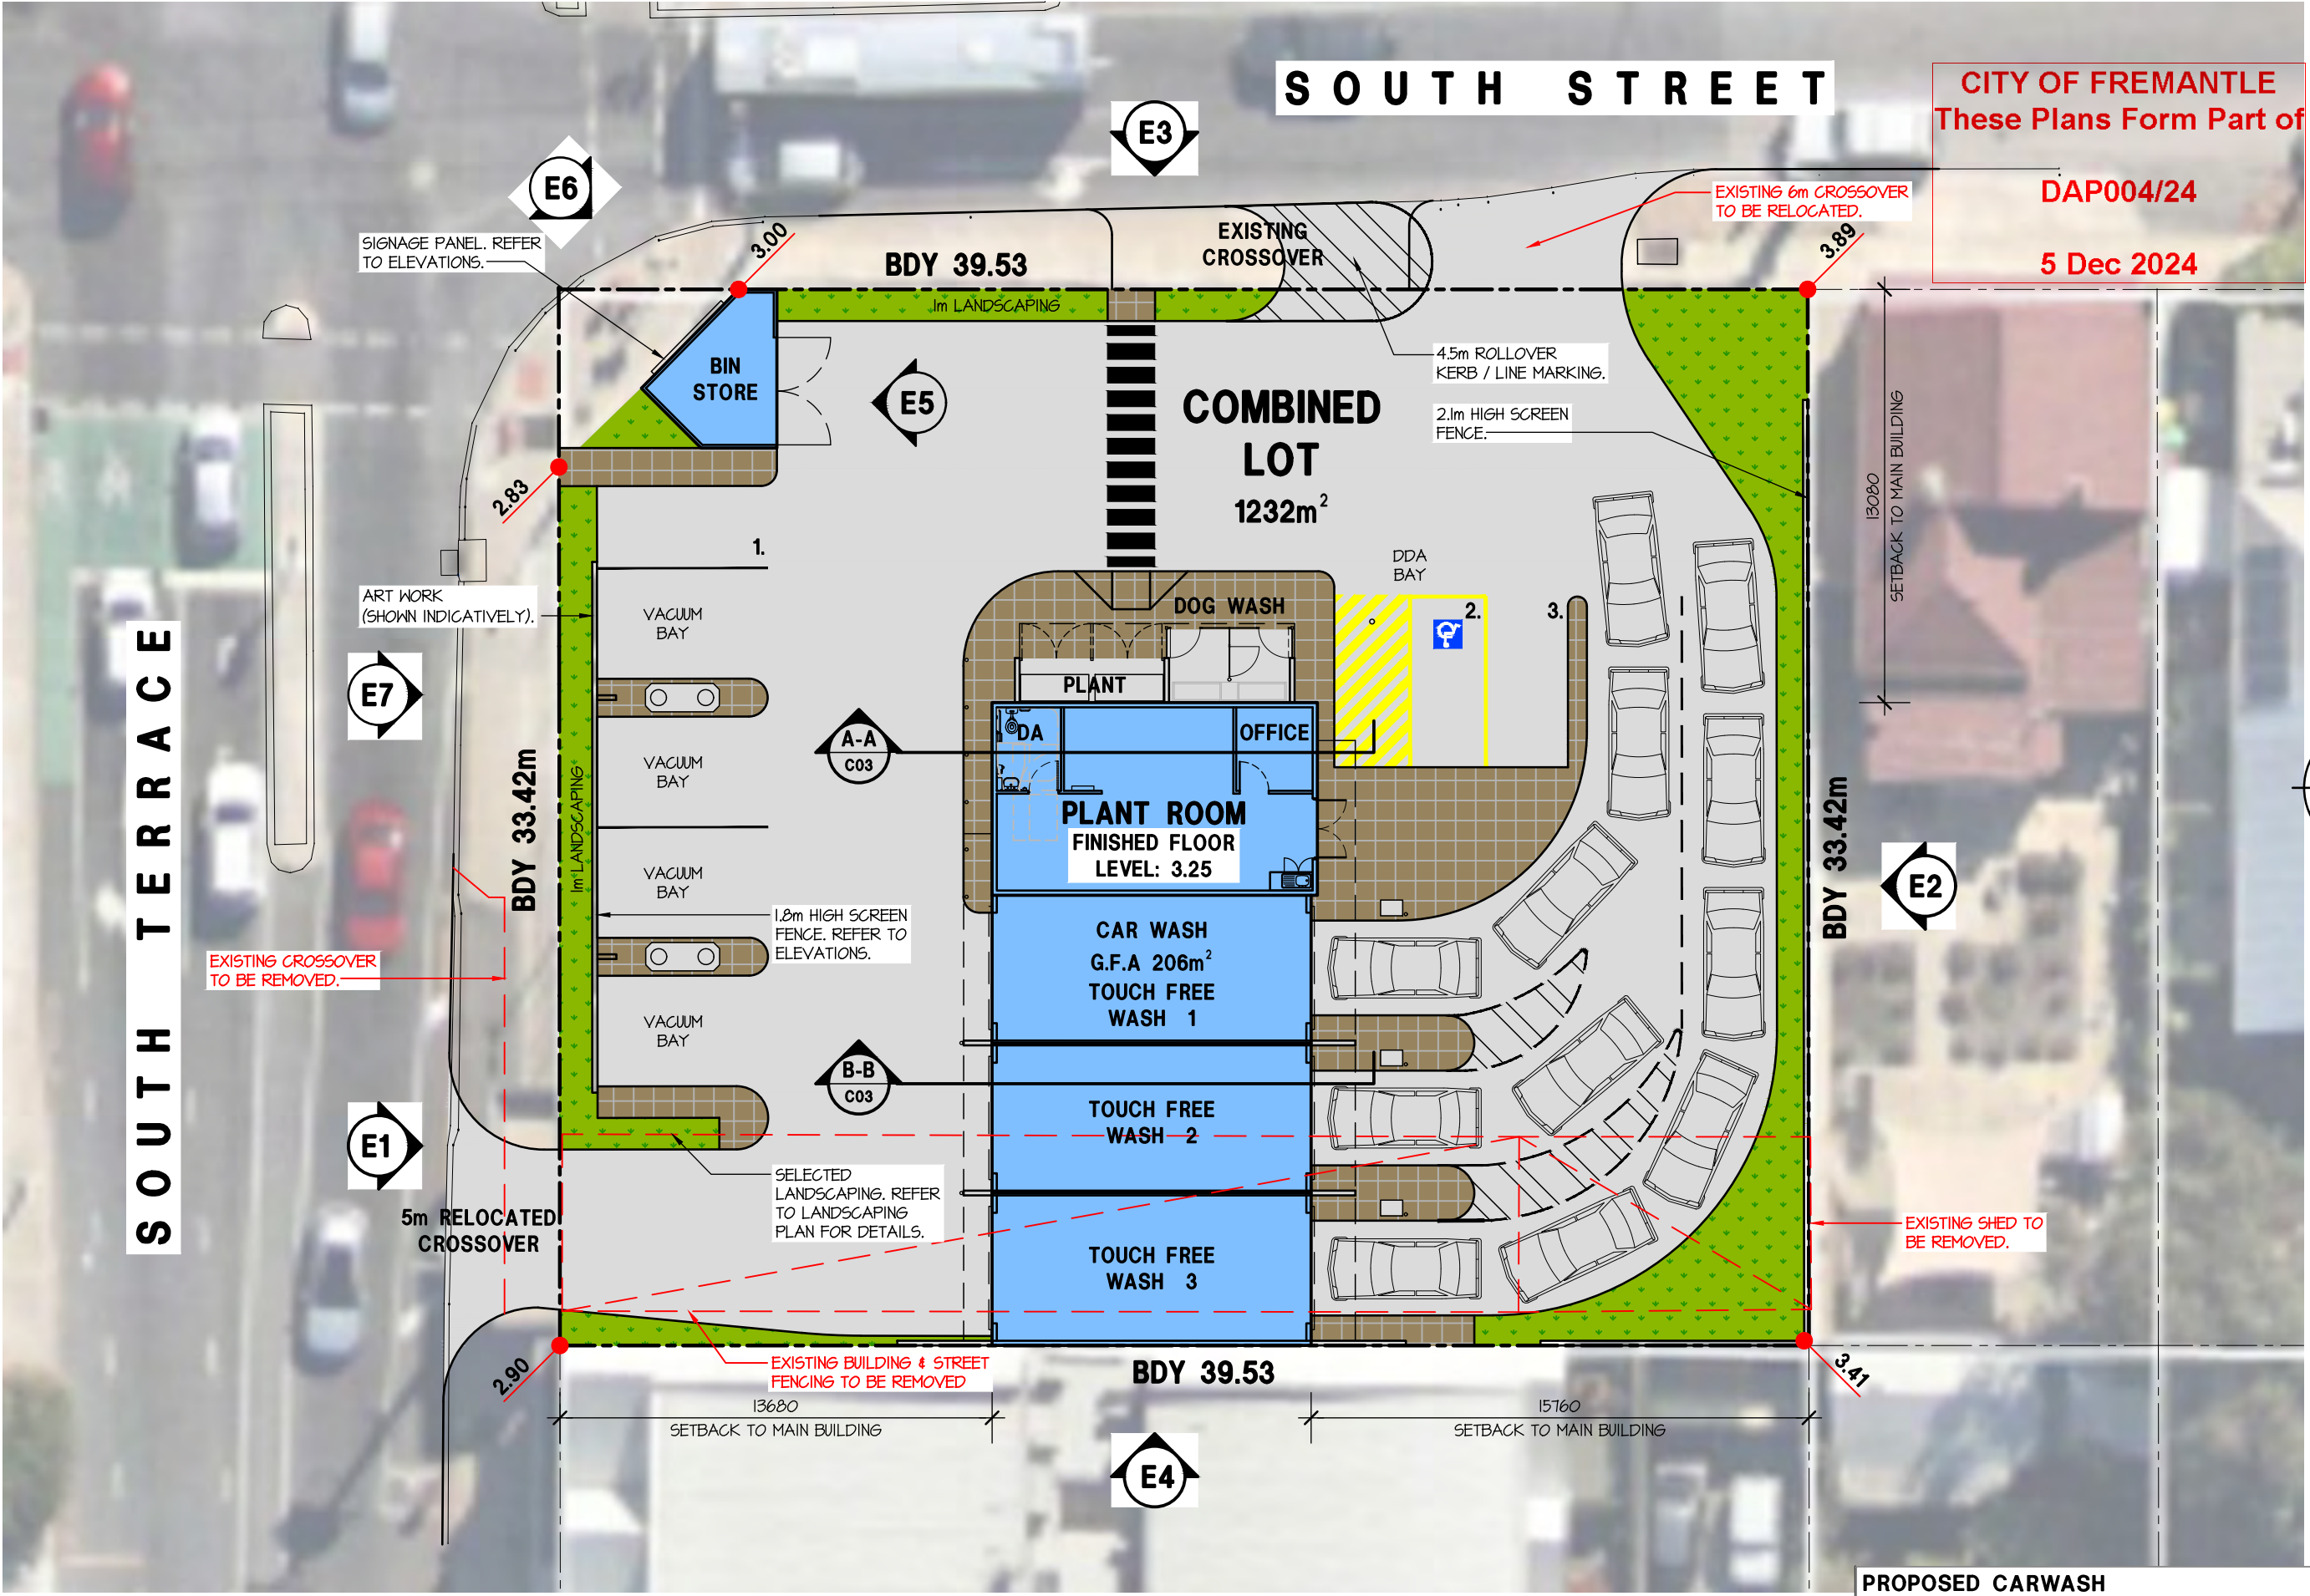 SOUTH STREET
CITY OF FREMANTLE
These Plans Form Part of
DAP004/24
5 Dec 2024
E3
E6
EXISTING 6m CROSSOVER
TO BE RELOCATED.
SIGNAGE PANEL. REFER
TO ELEVATIONS.
3.00
BDY 39.53
EXISTING
CROSSOVER
3.89
1m LANDSCAPING
BIN
STORE
E5
4.5m ROLLOVER
KERB / LINE MARKING.
COMBINED
LOT
1232m²
2.1m HIGH SCREEN
FENCE.
13080
SETBACK TO MAIN BUILDING
2.83
1.
DDA
BAY
ART WORK
(SHOWN INDICATIVELY).
VACUUM
BAY
DOG WASH
2.
3.
SOUTH TERRACE
E7
PLANT
A-A
C03
DA
OFFICE
VACUUM
BAY
BDY 33.42m
1m LANDSCAPING
PLANT ROOM
FINISHED FLOOR
LEVEL: 3.25
BDY 33.42m
E2
VACUUM
BAY
1.8m HIGH SCREEN
FENCE. REFER TO
ELEVATIONS.
CAR WASH
G.F.A 206m²
TOUCH FREE
WASH 1
EXISTING CROSSOVER
TO BE REMOVED.
VACUUM
BAY
B-B
C03
TOUCH FREE
WASH 2
E1
SELECTED
LANDSCAPING. REFER
TO LANDSCAPING
PLAN FOR DETAILS.
5m RELOCATED
CROSSOVER
EXISTING SHED TO
BE REMOVED.
TOUCH FREE
WASH 3
2.90
EXISTING BUILDING & STREET
FENCING TO BE REMOVED
BDY 39.53
3.41
13680
SETBACK TO MAIN BUILDING
15760
SETBACK TO MAIN BUILDING
E4
PROPOSED CARWASH